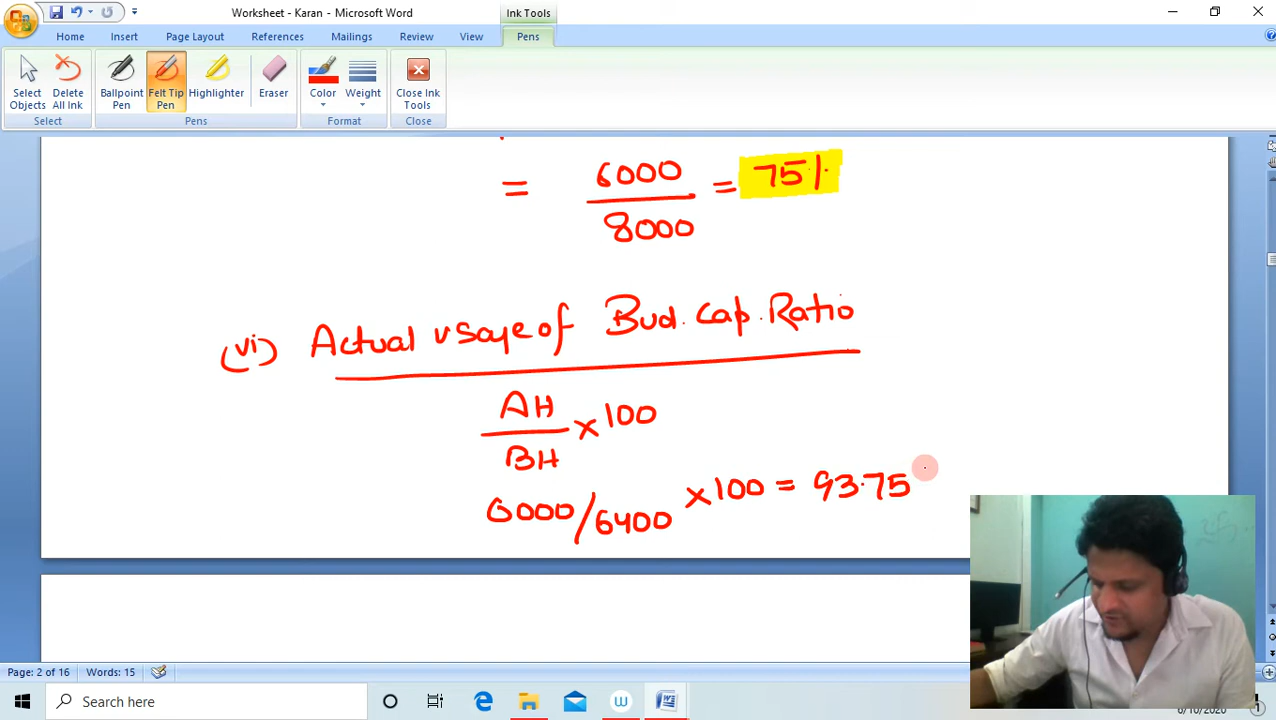 Worksheet - Karan - Microsoft Word
Ink Tools
Home Insert Page Layout References Mailings Review View Pens
Select Objects
Delete All Ink
Ballpoint Pen
Felt Tip Pen
Highlighter
Eraser
Color
Weight
Close Ink Tools
Select Pens Format Close
= 6000 / 8000 = 75%
(vi) Actual usage of Bud. Cap. Ratio
AH / BH × 100
6000/6400 × 100 = 93.75
Page: 2 of 16 Words: 15
Search here
6/10/2020